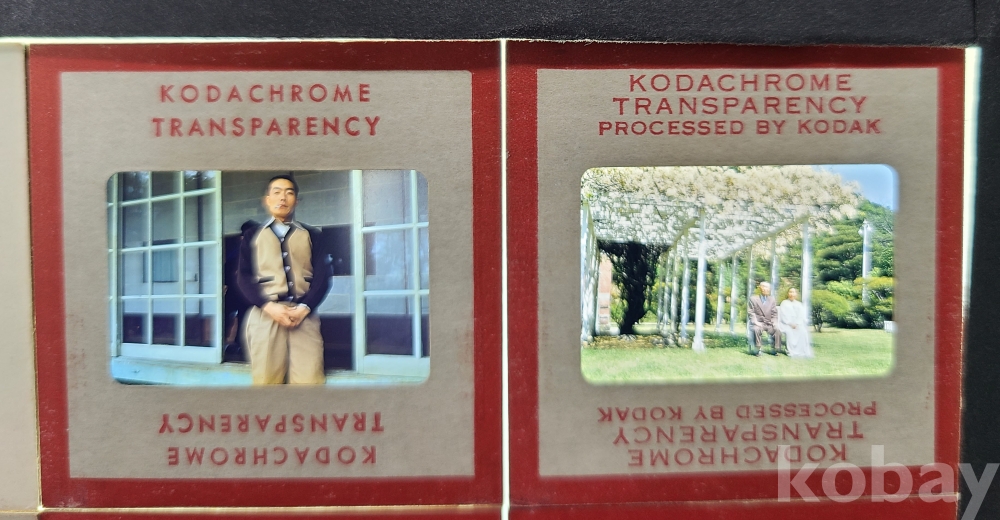 KODACHROME
TRANSPARENCY
KODACHROME
TRANSPARENCY
KODACHROME
TRANSPARENCY
PROCESSED BY KODAK
KODACHROME
TRANSPARENCY
PROCESSED BY KODAK
kobay